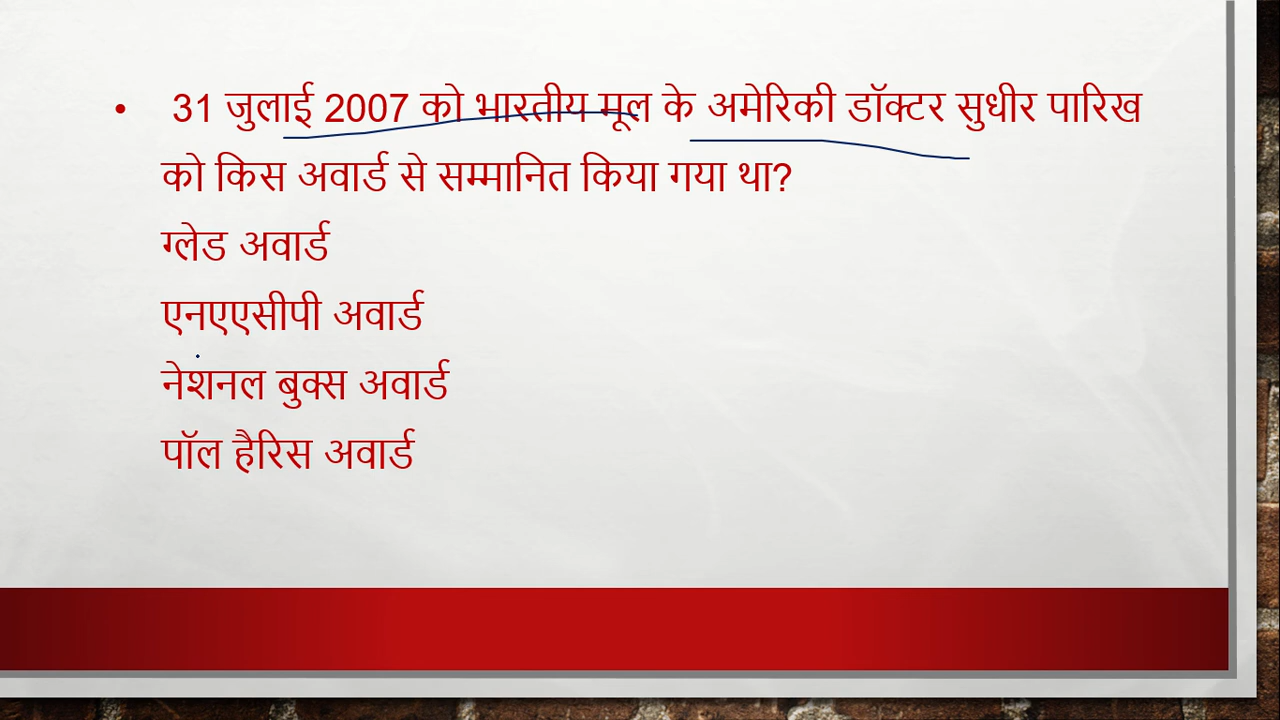 • 31 जुलाई 2007 को भारतीय मूल के अमेरिकी डॉक्टर सुधीर पारिख
को किस अवार्ड से सम्मानित किया गया था?
ग्लेड अवार्ड
एनएएसीपी अवार्ड
नेशनल बुक्स अवार्ड
पॉल हैरिस अवार्ड